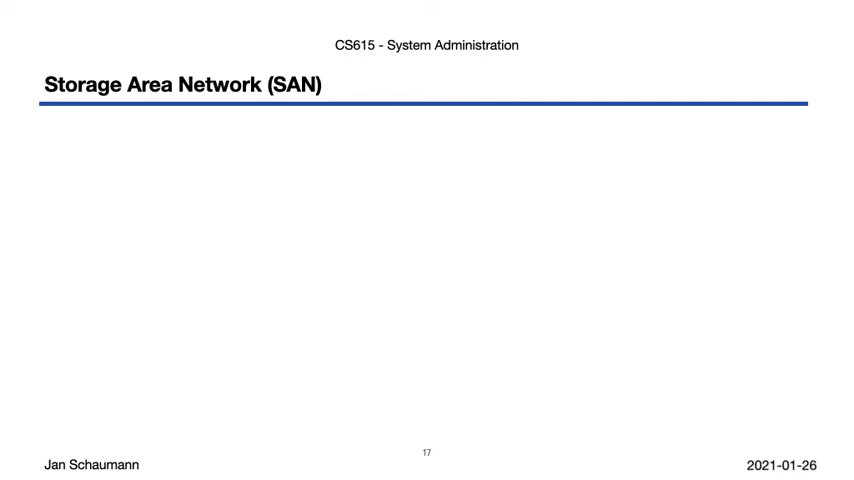 CS615 - System Administration
Storage Area Network (SAN)
17
Jan Schaumann
2021-01-26